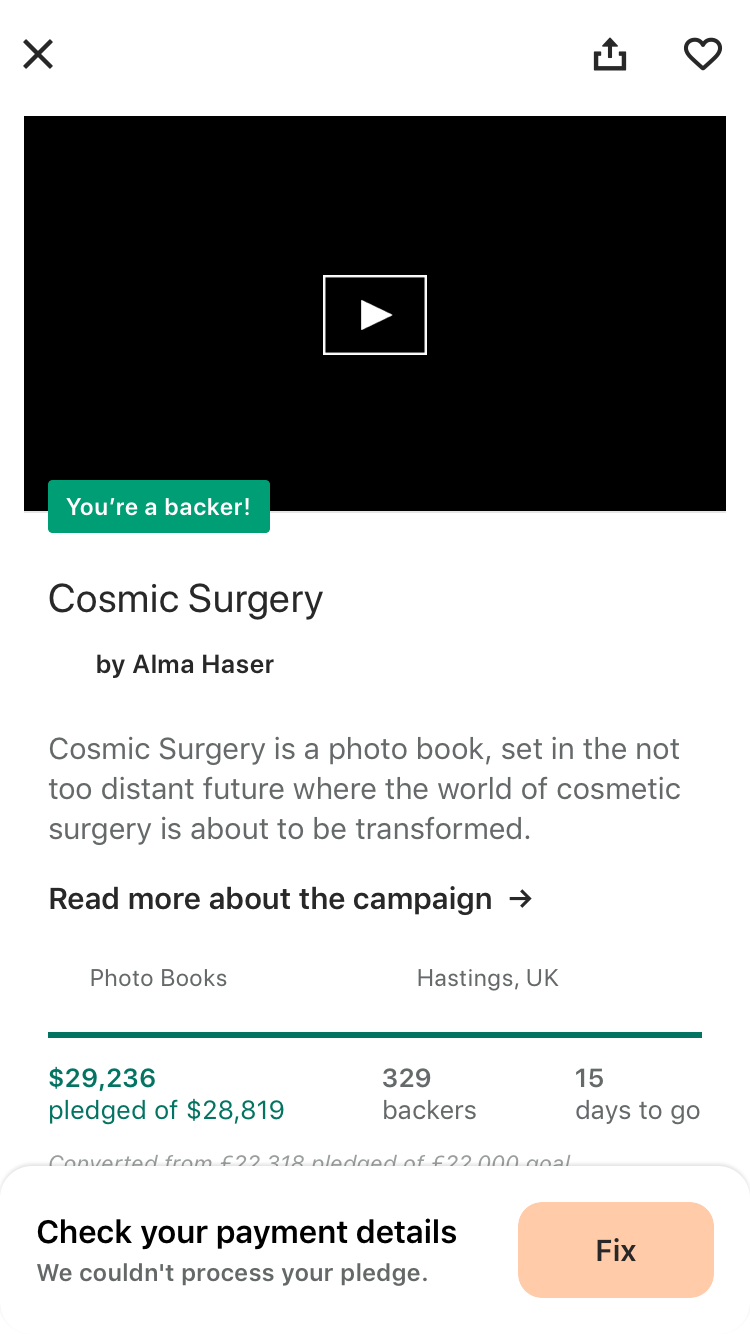 You’re a backer!
Cosmic Surgery
by Alma Haser
Cosmic Surgery is a photo book, set in the not
too distant future where the world of cosmetic
surgery is about to be transformed.
Read more about the campaign →
Photo Books
Hastings, UK
$29,236
pledged of $28,819
329
backers
15
days to go
Converted from £22,318 pledged of £22,000 goal
Check your payment details
We couldn't process your pledge.
Fix